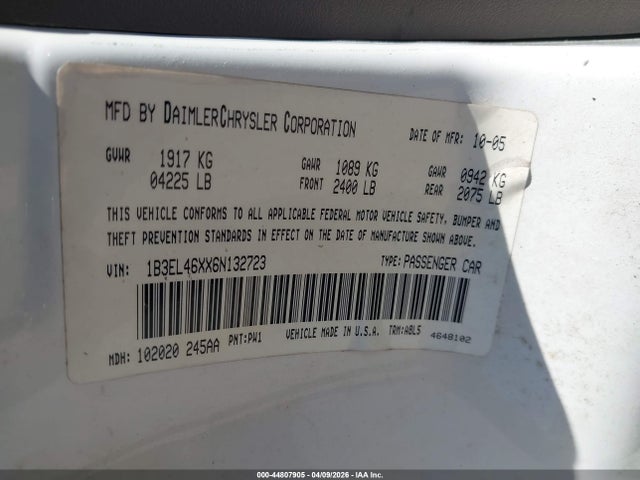 MFD BY DAIMLERCHRYSLER CORPORATION DATE OF MFR: 10-05
GVWR 1917 KG GAWR 1089 KG GAWR 0942 KG
04225 LB FRONT 2400 LB REAR 2075 LB
THIS VEHICLE CONFORMS TO ALL APPLICABLE FEDERAL MOTOR VEHICLE SAFETY, BUMPER AND
THEFT PREVENTION STANDARDS IN EFFECT ON THE DATE OF MANUFACTURE SHOWN ABOVE.
VIN: 1B3EL46XX6N132723 TYPE: PASSENGER CAR
MDH: 102020 245AA PNT: PW1 VEHICLE MADE IN U.S.A. TRM: ABL5 4648102
000-44807905 - 04/09/2026 - IAA Inc.